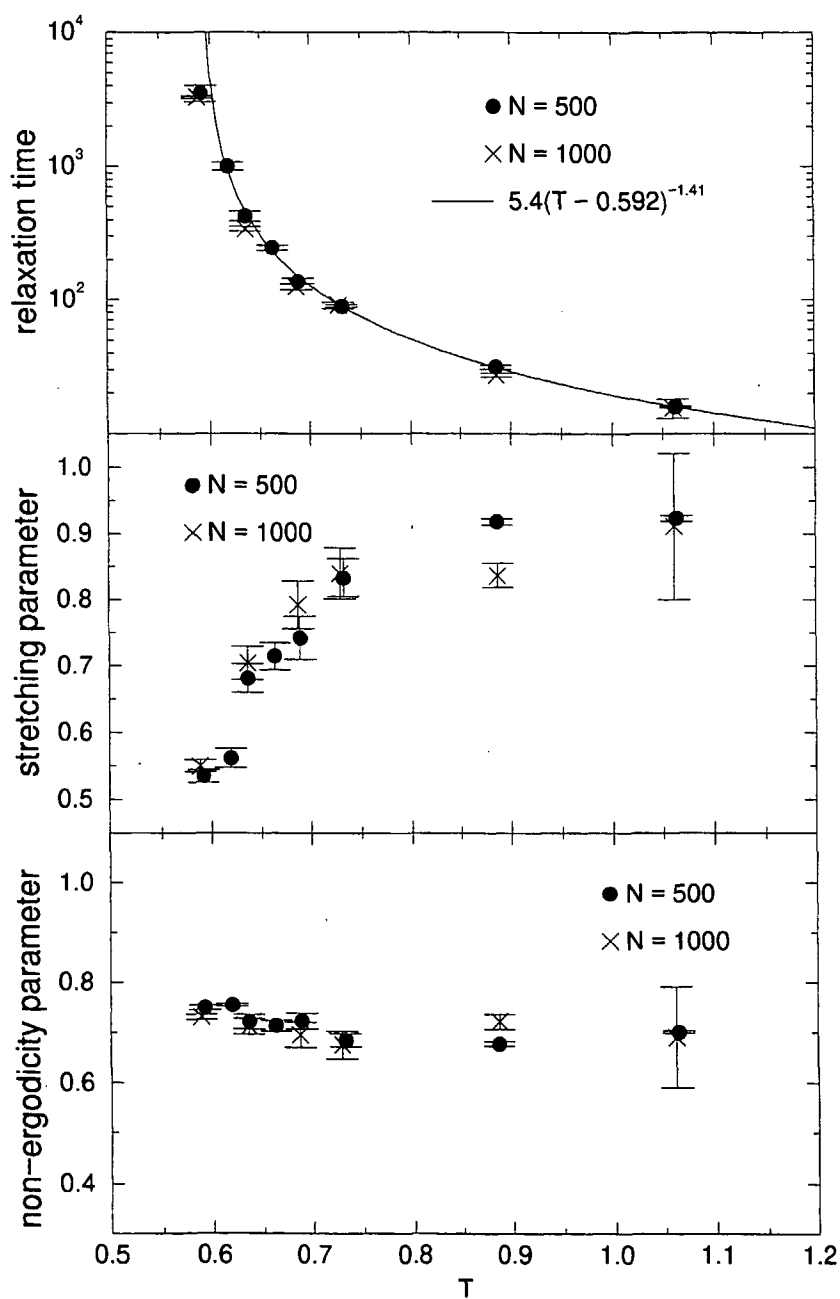 10⁴
10³
10²
relaxation time
N = 500
N = 1000
5.4(T − 0.592)⁻¹·⁴¹
1.0
0.9
0.8
0.7
0.6
0.5
stretching parameter
N = 500
N = 1000
1.0
0.8
0.6
0.4
non−ergodicity parameter
N = 500
N = 1000
0.5 0.6 0.7 0.8 0.9 1.0 1.1 1.2
T